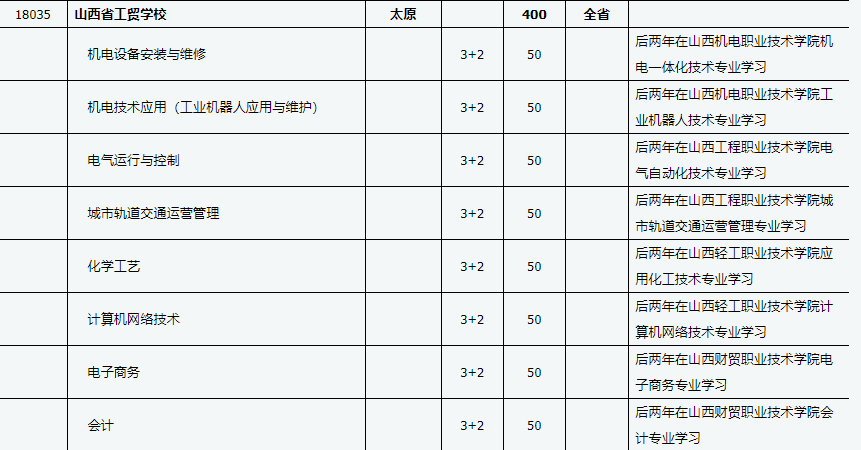 18035 山西省工贸学校 太原 400 全省
机电设备安装与维修 3+2 50 后两年在山西机电职业技术学院机
电一体化技术专业学习
机电技术应用（工业机器人应用与维护） 3+2 50 后两年在山西机电职业技术学院工
业机器人技术专业学习
电气运行与控制 3+2 50 后两年在山西工程职业技术学院电
气自动化技术专业学习
城市轨道交通运营管理 3+2 50 后两年在山西工程职业技术学院城
市轨道交通运营管理专业学习
化学工艺 3+2 50 后两年在山西轻工职业技术学院应
用化工技术专业学习
计算机网络技术 3+2 50 后两年在山西轻工职业技术学院计
算机网络技术专业学习
电子商务 3+2 50 后两年在山西财贸职业技术学院电
子商务专业学习
会计 3+2 50 后两年在山西财贸职业技术学院会
计专业学习